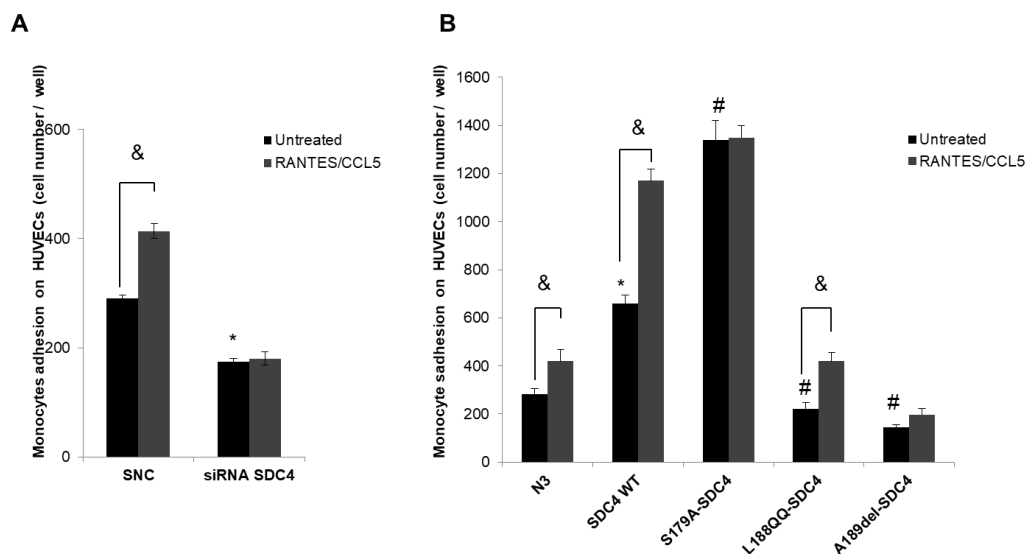 A
Monocytes adhesion on HUVECs (cell number / well)
600
400
200
0
Untreated
RANTES/CCL5
&
*
SNC
siRNA SDC4
B
Monocyte sadhesion on HUVECs (cell number / well)
1600
1400
1200
1000
800
600
400
200
0
Untreated
RANTES/CCL5
&
&
*
#
&
#
#
N3
SDC4 WT
S179A-SDC4
L188QQ-SDC4
A189del-SDC4